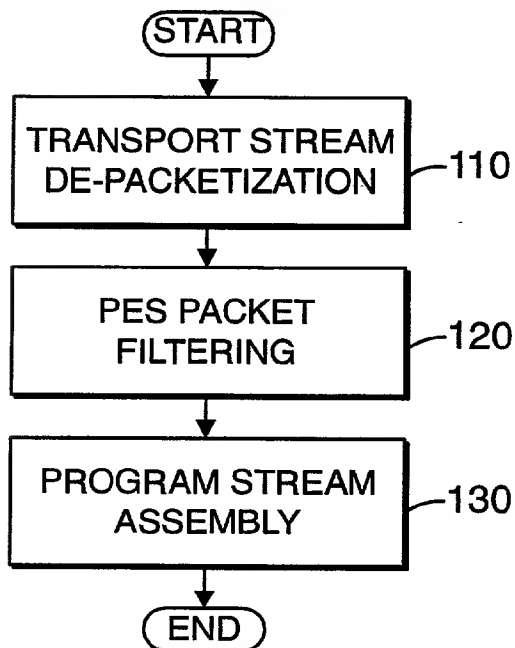 START
TRANSPORT STREAM
DE-PACKETIZATION
110
PES PACKET
FILTERING
120
PROGRAM STREAM
ASSEMBLY
130
END